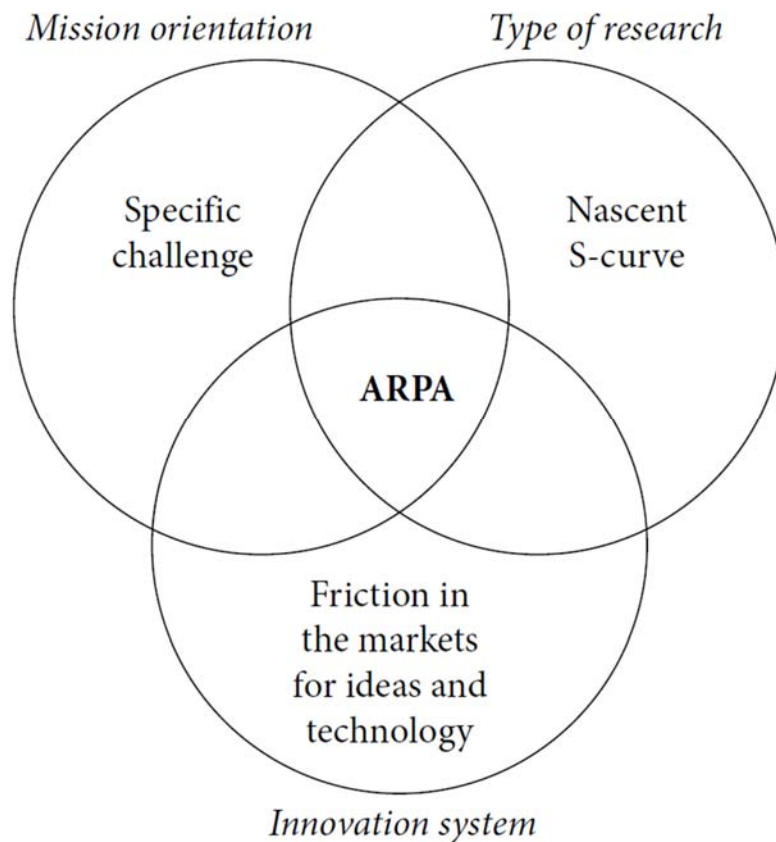 Mission orientation
Type of research
Specific
challenge
Nascent
S-curve
ARPA
Friction in
the markets
for ideas and
technology
Innovation system